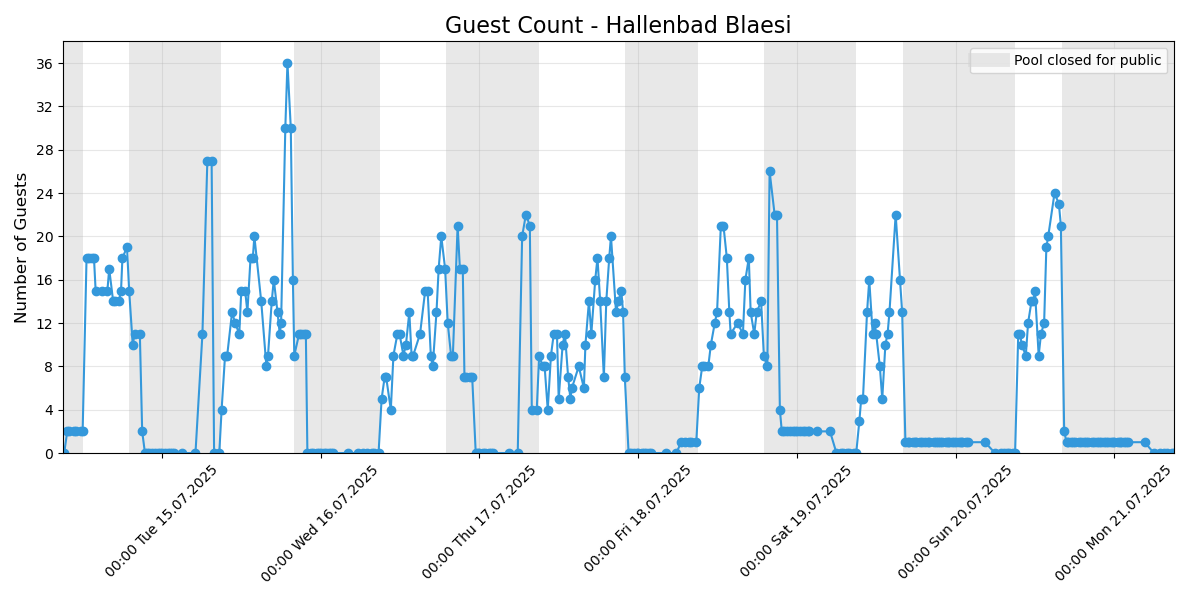 Guest Count - Hallenbad Blaesi
Pool closed for public
Number of Guests
36
32
28
24
20
16
12
8
4
0
00:00 Tue 15.07.2025
00:00 Wed 16.07.2025
00:00 Thu 17.07.2025
00:00 Fri 18.07.2025
00:00 Sat 19.07.2025
00:00 Sun 20.07.2025
00:00 Mon 21.07.2025